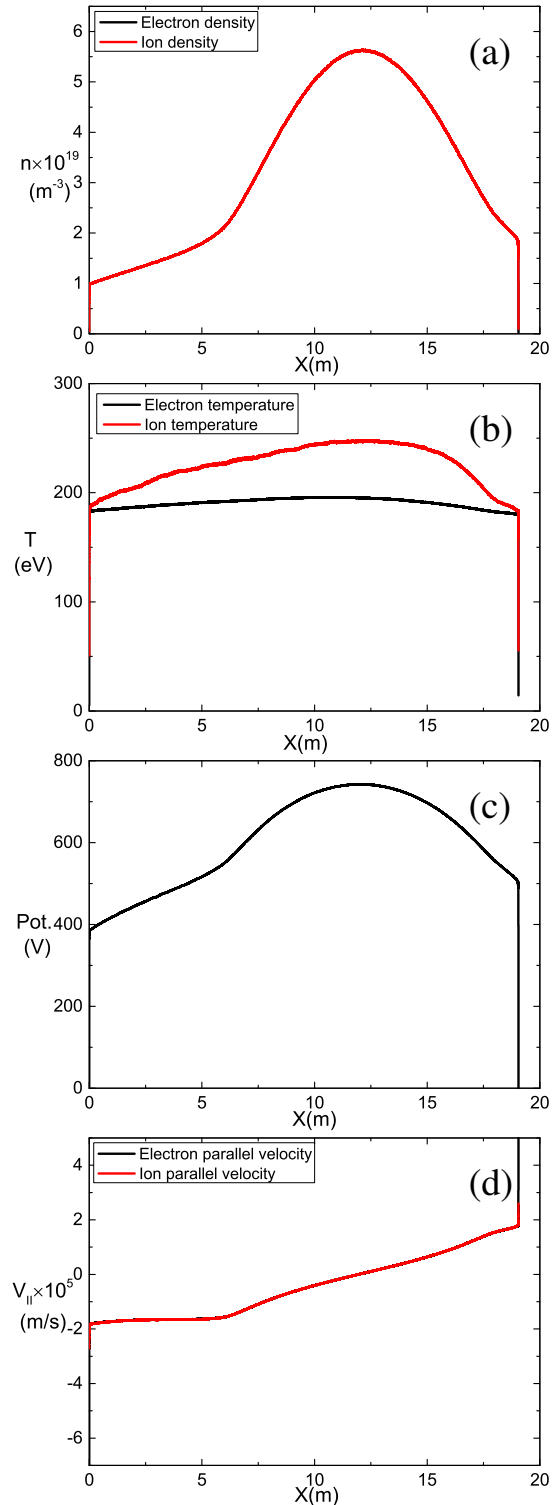 Electron density
Ion density
(a)
6
5
4
n×10¹⁹
(m⁻³)
3
2
1
0
0 5 10 15 20
X(m)
Electron temperature
Ion temperature
(b)
300
200
T
(eV)
100
0
0 5 10 15 20
X(m)
(c)
800
600
Pot.
400
(V)
200
0
0 5 10 15 20
X(m)
Electron parallel velocity
Ion parallel velocity
(d)
4
2
0
V||×10⁵
(m/s)
-2
-4
-6
0 5 10 15 20
X(m)